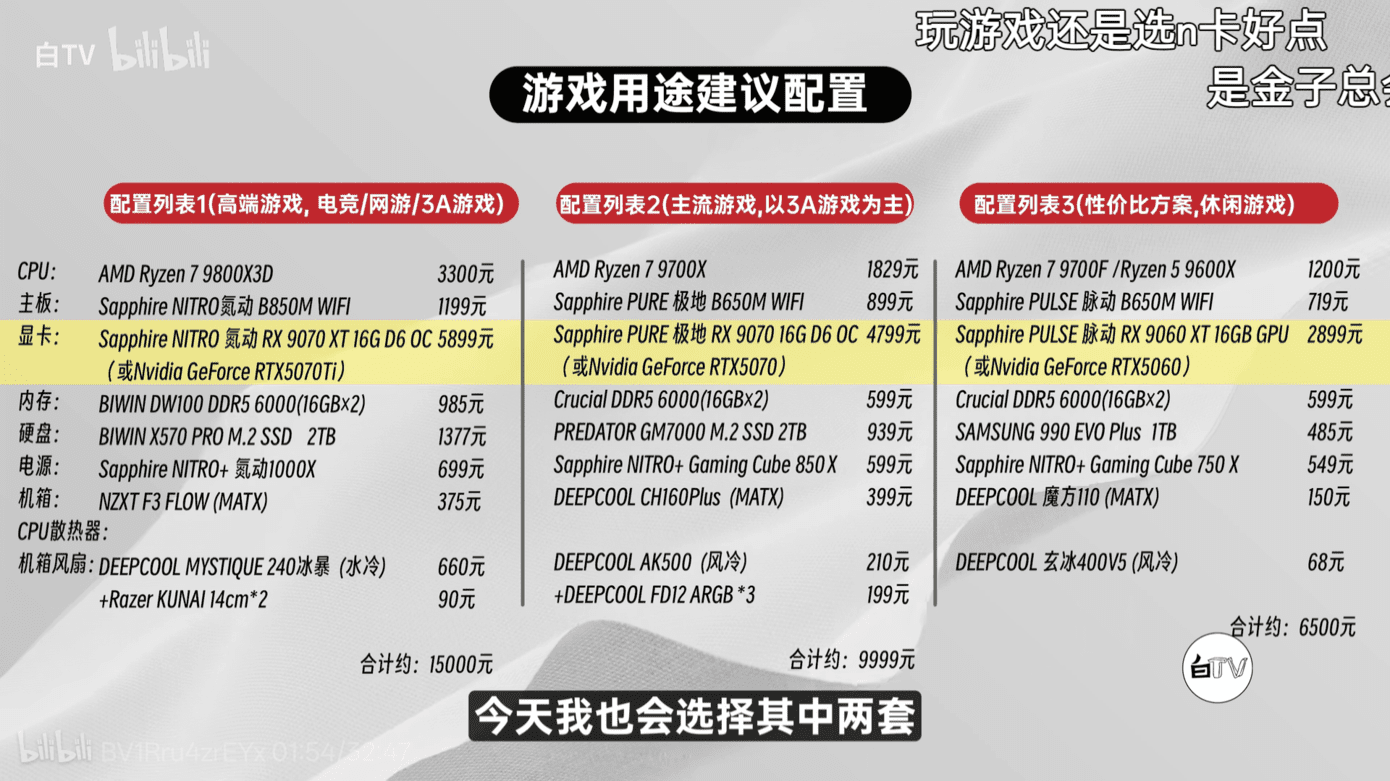 白TV bilibili
玩游戏还是选n卡好点
是金子总会
游戏用途建议配置
配置列表1(高端游戏, 电竞/网游/3A游戏)
CPU: AMD Ryzen 7 9800X3D 3300元
主板: Sapphire NITRO氮动 B850M WIFI 1199元
显卡: Sapphire NITRO 氮动 RX 9070 XT 16G D6 OC 5899元
（或Nvidia GeForce RTX5070Ti）
内存: BIWIN DW100 DDR5 6000(16GB×2) 985元
硬盘: BIWIN X570 PRO M.2 SSD 2TB 1377元
电源: Sapphire NITRO+ 氮动1000X 699元
机箱: NZXT F3 FLOW (MATX) 375元
CPU散热器:
机箱风扇: DEEPCOOL MYSTIQUE 240冰暴 (水冷) 660元
+Razer KUNAI 14cm*2 90元
合计约: 15000元
配置列表2(主流游戏,以3A游戏为主)
AMD Ryzen 7 9700X 1829元
Sapphire PURE 极地 B650M WIFI 899元
Sapphire PURE 极地 RX 9070 16G D6 OC 4799元
（或Nvidia GeForce RTX5070）
Crucial DDR5 6000(16GB×2) 599元
PREDATOR GM7000 M.2 SSD 2TB 939元
Sapphire NITRO+ Gaming Cube 850 X 599元
DEEPCOOL CH160Plus (MATX) 399元
DEEPCOOL AK500 (风冷) 210元
+DEEPCOOL FD12 ARGB *3 199元
合计约: 9999元
配置列表3(性价比方案,休闲游戏)
AMD Ryzen 7 9700F /Ryzen 5 9600X 1200元
Sapphire PULSE 脉动 B650M WIFI 719元
Sapphire PULSE 脉动 RX 9060 XT 16GB GPU 2899元
（或Nvidia GeForce RTX5060）
Crucial DDR5 6000(16GB×2) 599元
SAMSUNG 990 EVO Plus 1TB 485元
Sapphire NITRO+ Gaming Cube 750 X 549元
DEEPCOOL 魔方110 (MATX) 150元
DEEPCOOL 玄冰400V5 (风冷) 68元
合计约: 6500元
白TV
今天我也会选择其中两套
bilibili BV1Rru4zrEYx 01:54/32:47